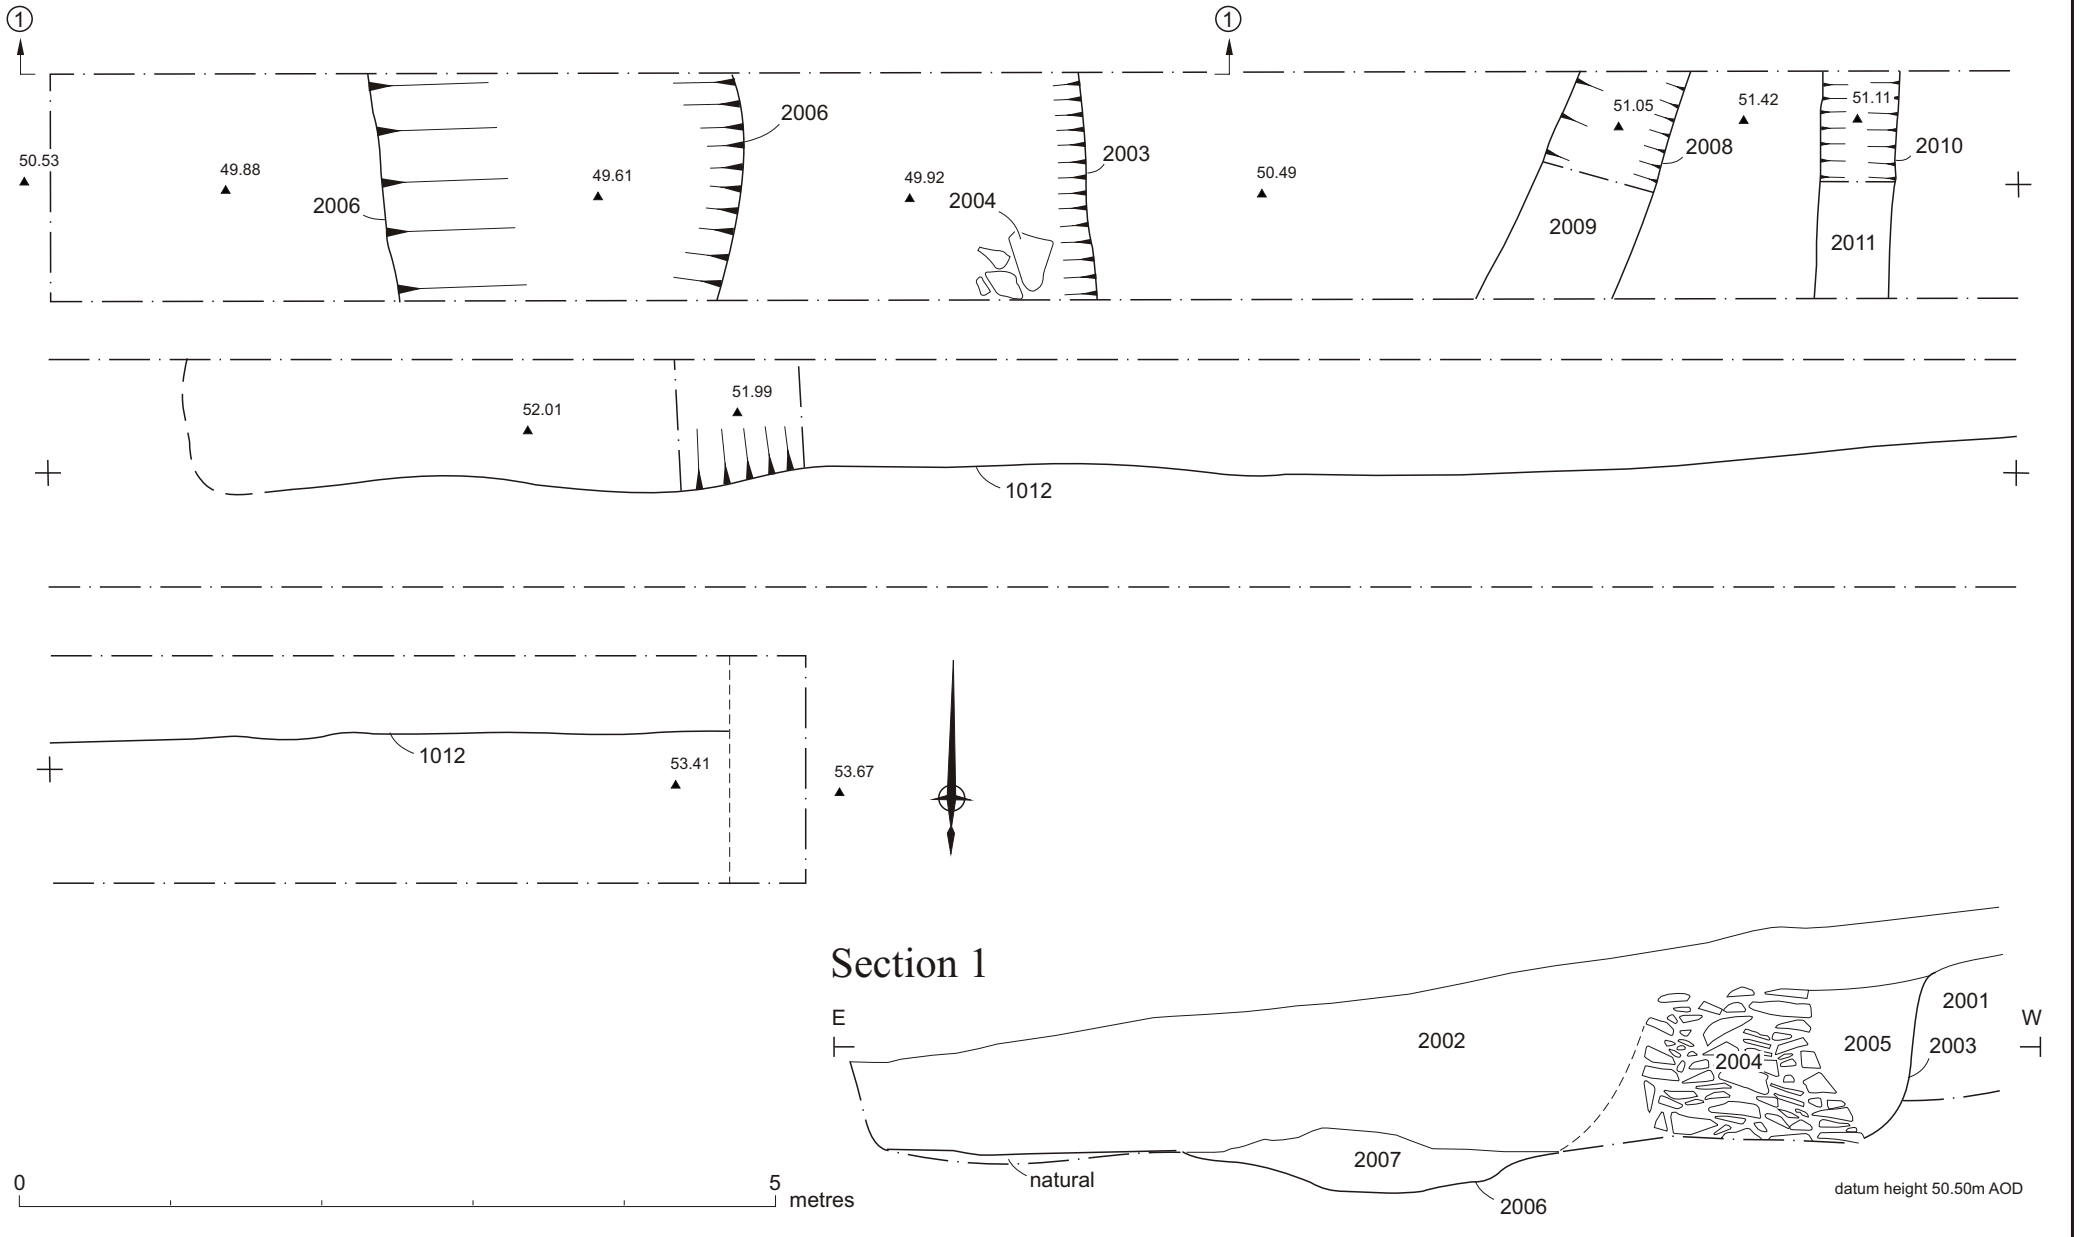 1 1
50.53 49.88 2006 2006 49.61 49.92 2004 2003 50.49 51.05 2008 51.42 51.11 2010
2009 2011
52.01 51.99 1012
1012 53.41 53.67
Section 1
E W
2002 2004 2005 2001
2003
2007
natural 2006
0 5 metres
datum height 50.50m AOD